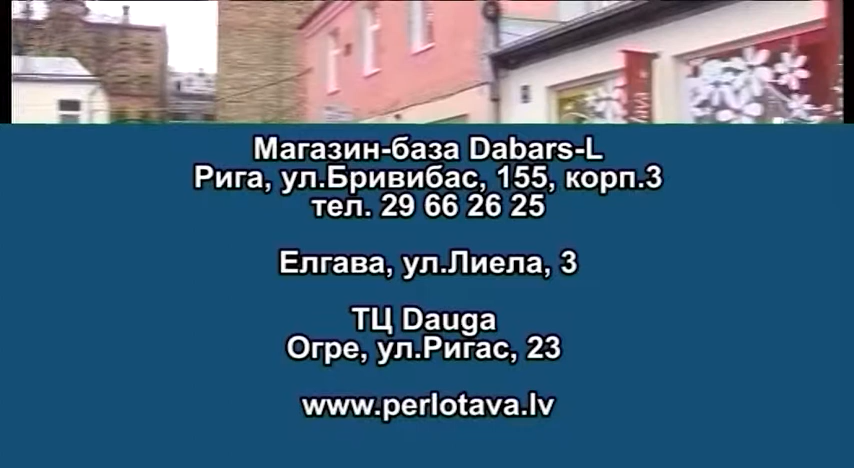 Магазин-база Dabars-L
Рига, ул.Бривибас, 155, корп.3
тел. 29 66 26 25
Елгава, ул.Лиела, 3
ТЦ Dauga
Огре, ул.Ригас, 23
www.perlotava.lv